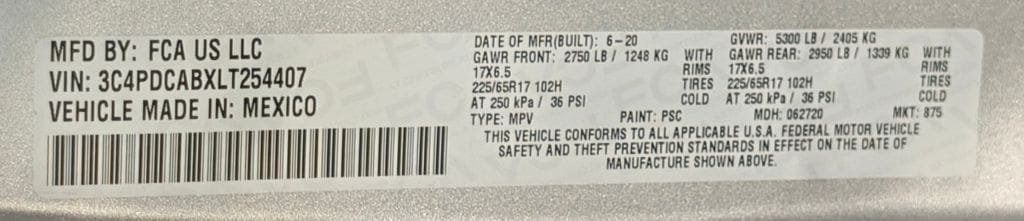 MFD BY: FCA US LLC
VIN: 3C4PDCABXLT254407
VEHICLE MADE IN: MEXICO
DATE OF MFR(BUILT): 6-20 GVWR: 5300 LB / 2405 KG
GAWR FRONT: 2750 LB / 1248 KG WITH GAWR REAR: 2950 LB / 1339 KG WITH
17X6.5 RIMS 17X6.5 RIMS
225/65R17 102H TIRES 225/65R17 102H TIRES
AT 250 kPa / 36 PSI COLD AT 250 kPa / 36 PSI COLD
TYPE: MPV PAINT: PSC MDH: 062720 MKT: 875
THIS VEHICLE CONFORMS TO ALL APPLICABLE U.S.A. FEDERAL MOTOR VEHICLE
SAFETY AND THEFT PREVENTION STANDARDS IN EFFECT ON THE DATE OF
MANUFACTURE SHOWN ABOVE.